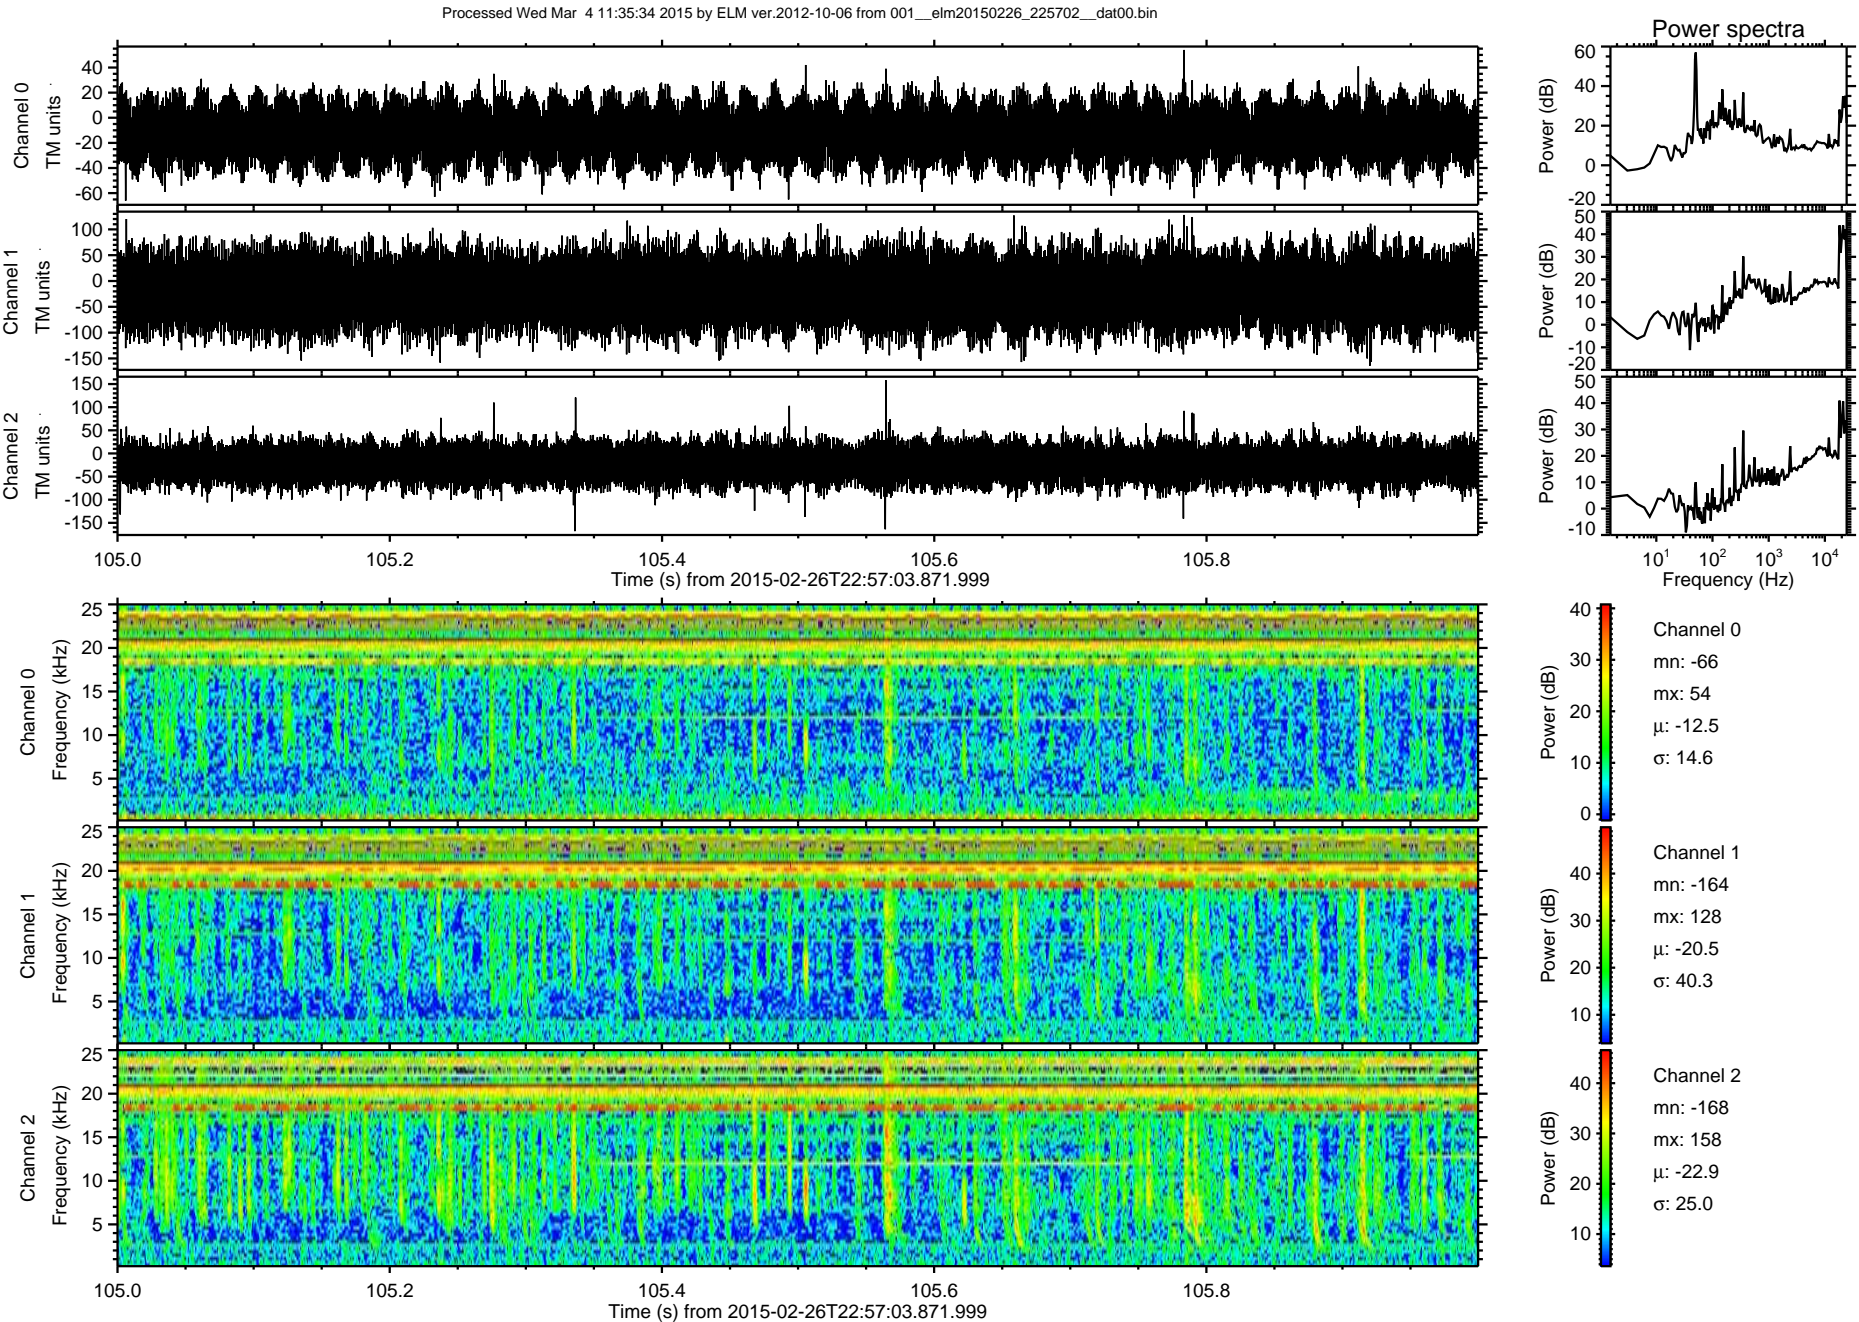 Processed Wed Mar 4 11:35:34 2015 by ELM ver.2012-10-06 from 001__elm20150226_225702__dat00.bin
Power spectra
Channel 0
TM units
40
20
0
-20
-40
-60
Power (dB)
60
40
20
0
-20
Channel 1
TM units
100
50
0
-50
-100
-150
Power (dB)
50
40
30
20
10
0
-10
-20
Channel 2
TM units
150
100
50
0
-50
-100
-150
Power (dB)
50
40
30
20
10
0
-10
105.0 105.2 105.4 105.6 105.8
Time (s) from 2015-02-26T22:57:03.871.999
10¹ 10² 10³ 10⁴
Frequency (Hz)
Channel 0
Frequency (kHz)
25
20
15
10
5
Power (dB)
40
30
20
10
0
Channel 0
mn: -66
mx: 54
μ: -12.5
σ: 14.6
Channel 1
Frequency (kHz)
25
20
15
10
5
Power (dB)
40
30
20
10
Channel 1
mn: -164
mx: 128
μ: -20.5
σ: 40.3
Channel 2
Frequency (kHz)
25
20
15
10
5
Power (dB)
40
30
20
10
Channel 2
mn: -168
mx: 158
μ: -22.9
σ: 25.0
105.0 105.2 105.4 105.6 105.8
Time (s) from 2015-02-26T22:57:03.871.999